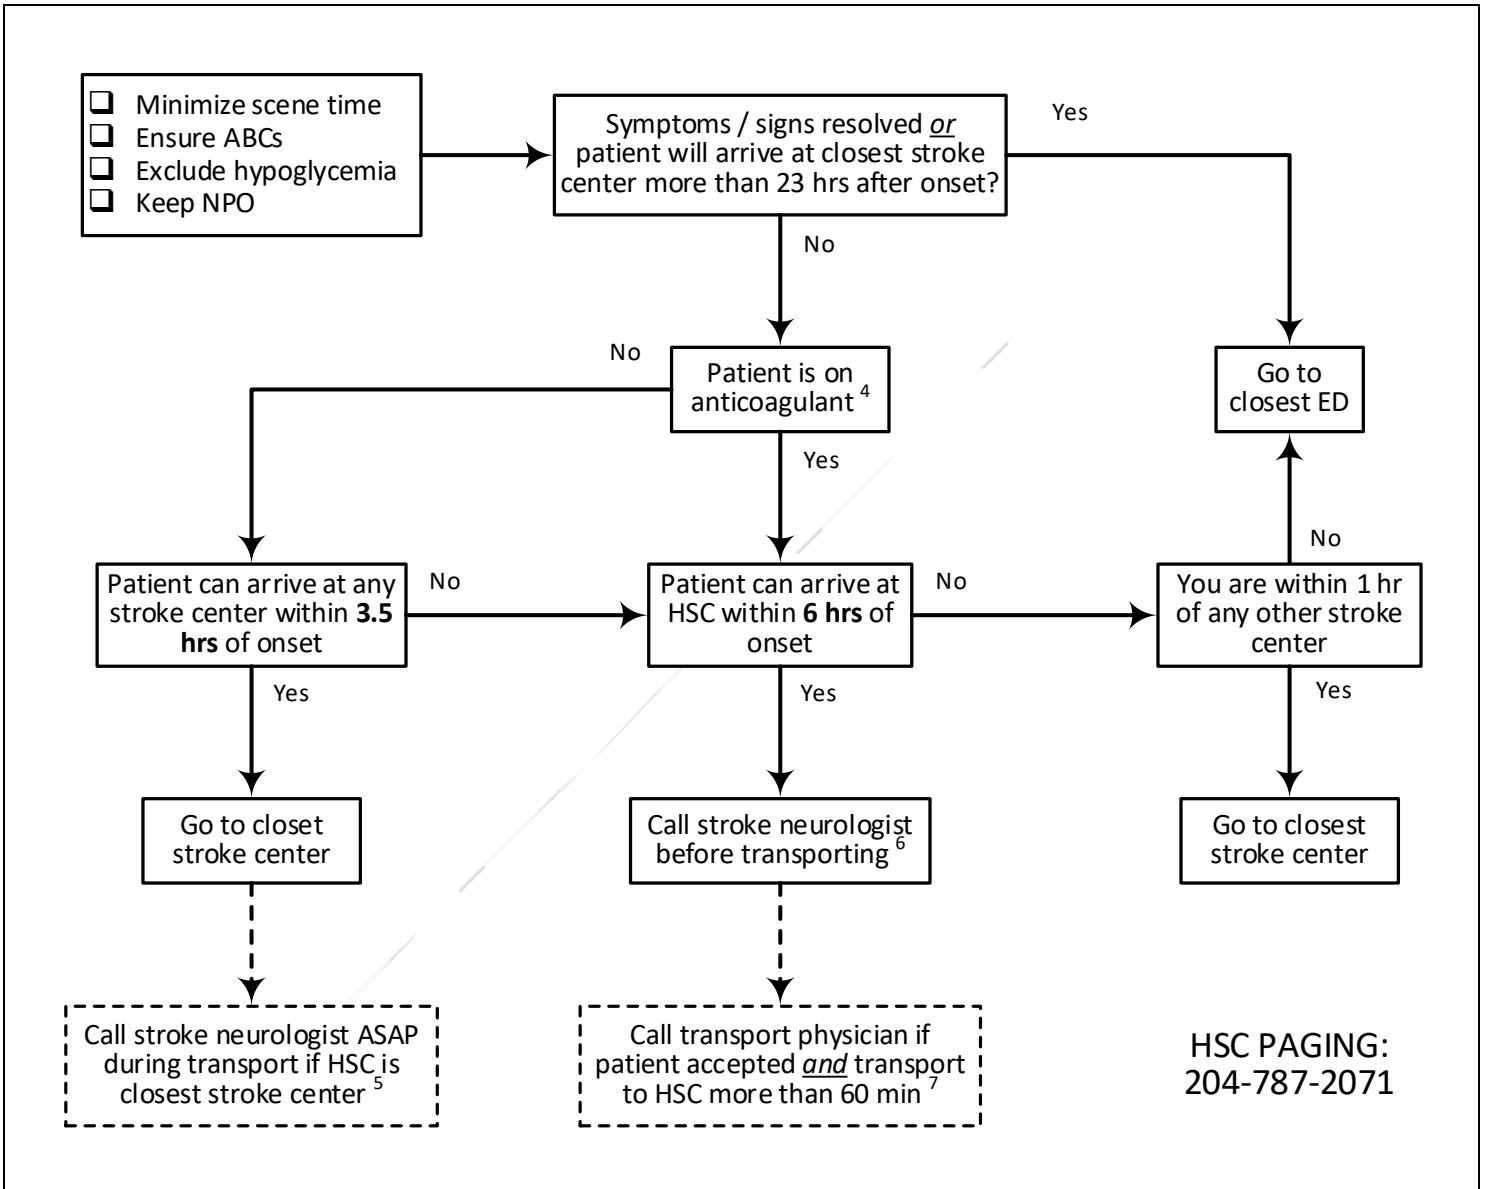 ❑ Minimize scene time
❑ Ensure ABCs
❑ Exclude hypoglycemia
❑ Keep NPO
Symptoms / signs resolved or
patient will arrive at closest stroke
center more than 23 hrs after onset?
Yes
No
No
Patient is on
anticoagulant 4
Go to
closest ED
Yes
No
Patient can arrive at any
stroke center within 3.5
hrs of onset
No
Patient can arrive at
HSC within 6 hrs of
onset
No
You are within 1 hr
of any other stroke
center
Yes
Yes
Yes
Go to closet
stroke center
Call stroke neurologist
before transporting 6
Go to closest
stroke center
Call stroke neurologist ASAP
during transport if HSC is
closest stroke center 5
Call transport physician if
patient accepted and transport
to HSC more than 60 min 7
HSC PAGING:
204-787-2071